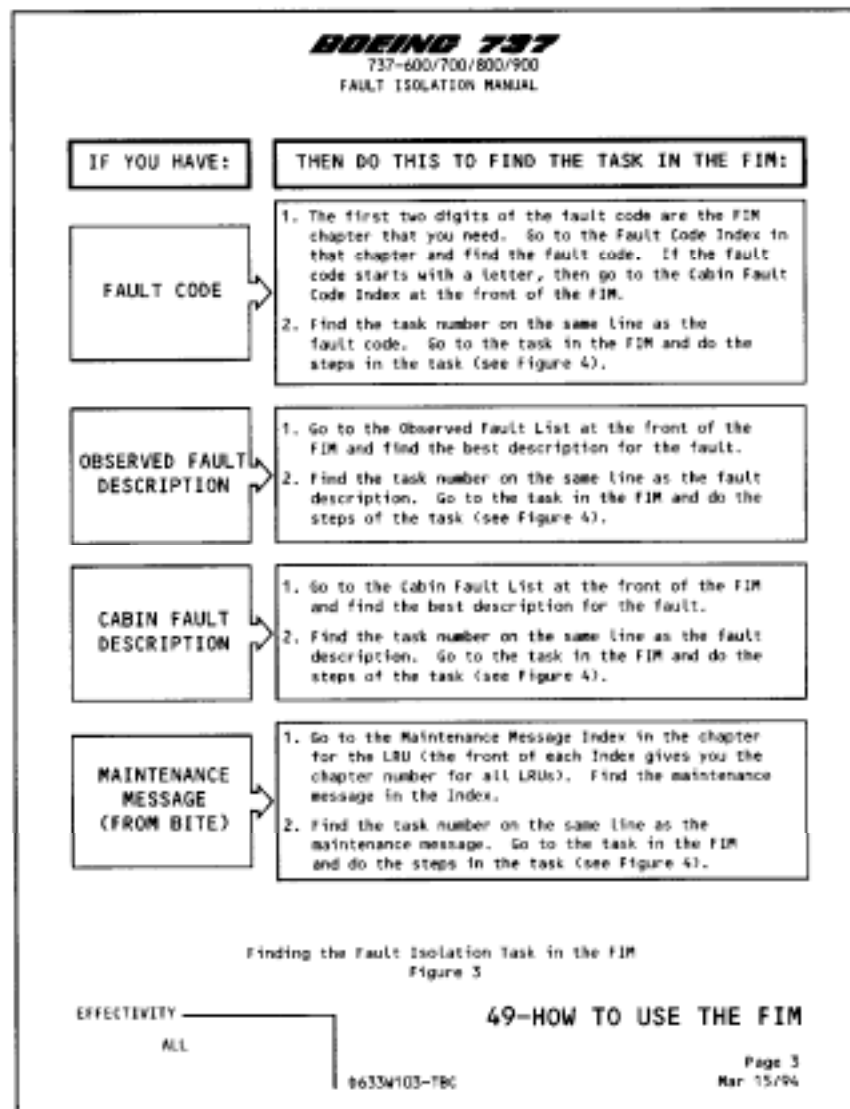 BOEING 737
737-600/700/800/900
FAULT ISOLATION MANUAL
IF YOU HAVE:
THEN DO THIS TO FIND THE TASK IN THE FIM:
FAULT CODE
1. The first two digits of the fault code are the FIM
chapter that you need. Go to the Fault Code Index in
that chapter and find the fault code. If the fault
code starts with a letter, then go to the Cabin Fault
Code Index at the front of the FIM.
2. Find the task number on the same line as the
fault code. Go to the task in the FIM and do the
steps in the task (see Figure 4).
OBSERVED FAULT
DESCRIPTION
1. Go to the Observed Fault List at the front of the
FIM and find the best description for the fault.
2. Find the task number on the same line as the fault
description. Go to the task in the FIM and do the
steps of the task (see Figure 4).
CABIN FAULT
DESCRIPTION
1. Go to the Cabin Fault List at the front of the FIM
and find the best description for the fault.
2. Find the task number on the same line as the fault
description. Go to the task in the FIM and do the
steps of the task (see Figure 4).
MAINTENANCE
MESSAGE
(FROM BITE)
1. Go to the Maintenance Message Index in the chapter
for the LRU (the front of each Index gives you the
chapter number for all LRUs). Find the maintenance
message in the Index.
2. Find the task number on the same line as the
maintenance message. Go to the task in the FIM
and do the steps in the task (see Figure 4).
Finding the Fault Isolation Task in the FIM
Figure 3
EFFECTIVITY
ALL
49-HOW TO USE THE FIM
D633W103-TBC
Page 3
Mar 15/94